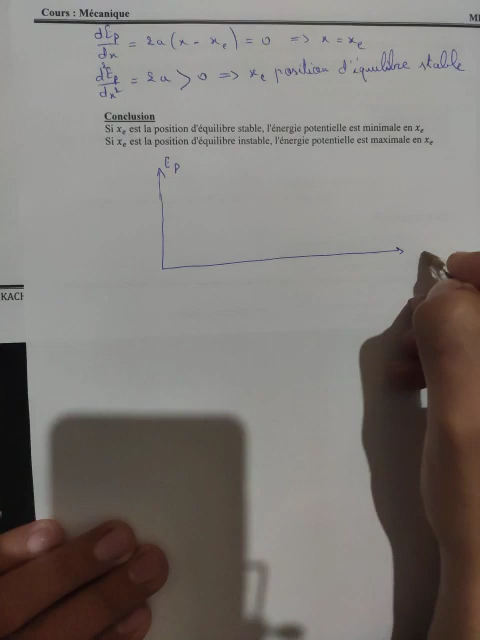 Cours : Mécanique
dEp/dx = 2a(x - xe) = 0 => x = xe
d²Ep/dx² = 2a > 0 => xe position d'équilibre stable
Conclusion
Si xe est la position d'équilibre stable, l'énergie potentielle est minimale en xe
Si xe est la position d'équilibre instable, l'énergie potentielle est maximale en xe
Ep